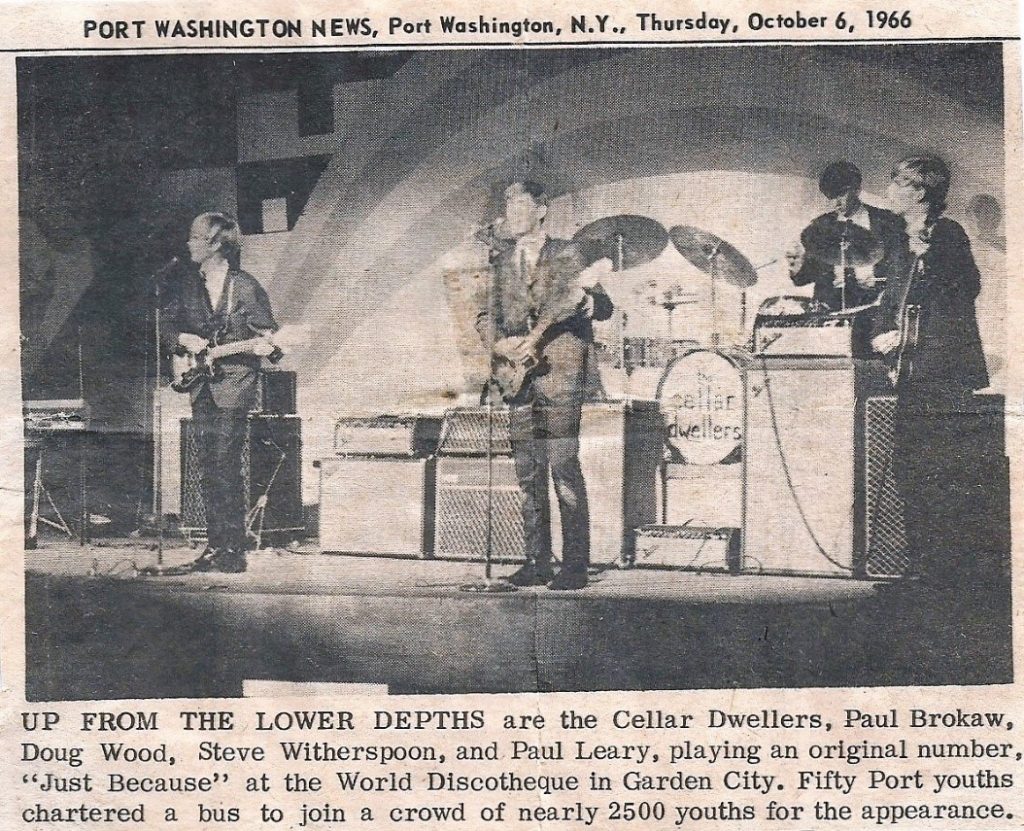 PORT WASHINGTON NEWS, Port Washington, N.Y., Thursday, October 6, 1966
the
cellar
dwellers
UP FROM THE LOWER DEPTHS are the Cellar Dwellers, Paul Brokaw,
Doug Wood, Steve Witherspoon, and Paul Leary, playing an original number,
“Just Because” at the World Discotheque in Garden City. Fifty Port youths
chartered a bus to join a crowd of nearly 2500 youths for the appearance.